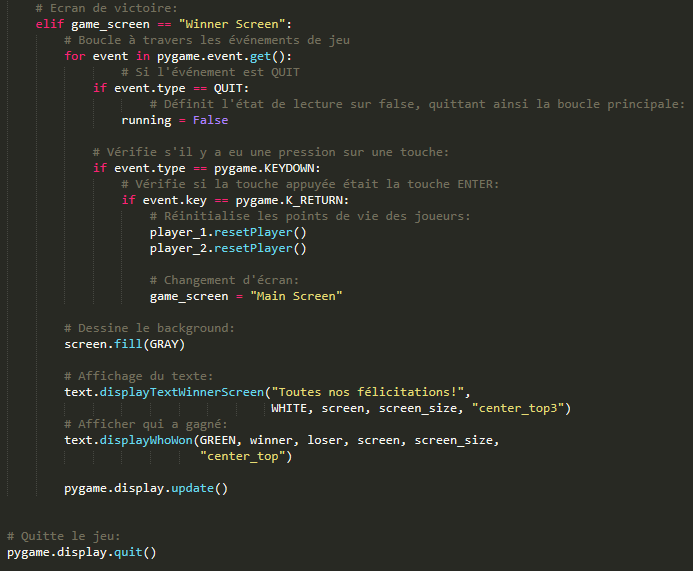 # Ecran de victoire:
elif game_screen == "Winner Screen":
# Boucle à travers les événements de jeu
for event in pygame.event.get():
# Si l'événement est QUIT
if event.type == QUIT:
# Définit l'état de lecture sur false, quittant ainsi la boucle principale:
running = False
# Vérifie s'il y a eu une pression sur une touche:
if event.type == pygame.KEYDOWN:
# Vérifie si la touche appuyée était la touche ENTER:
if event.key == pygame.K_RETURN:
# Réinitialise les points de vie des joueurs:
player_1.resetPlayer()
player_2.resetPlayer()
# Changement d'écran:
game_screen = "Main Screen"
# Dessine le background:
screen.fill(GRAY)
# Affichage du texte:
text.displayTextWinnerScreen("Toutes nos félicitations!",
WHITE, screen, screen_size, "center_top3")
# Afficher qui a gagné:
text.displayWhoWon(GREEN, winner, loser, screen, screen_size,
"center_top")
pygame.display.update()
# Quitte le jeu:
pygame.display.quit()